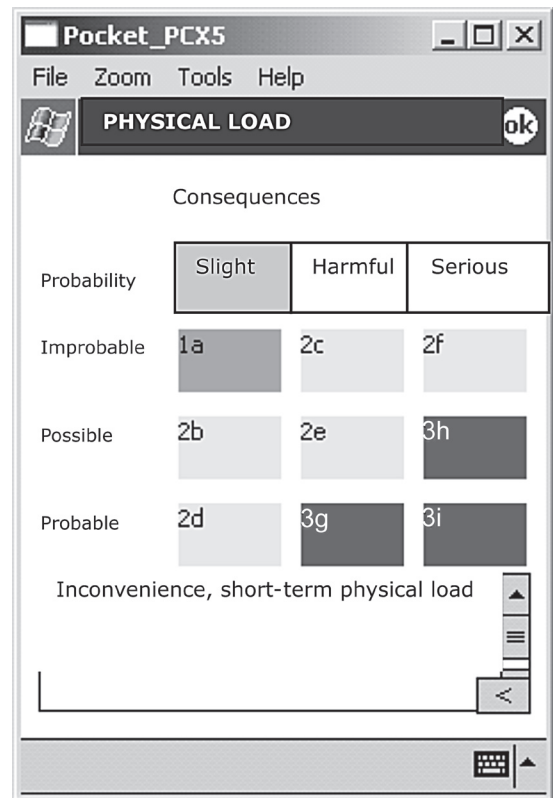 Pocket_PCX5
File Zoom Tools Help
PHYSICAL LOAD ok
Consequences
Probability Slight Harmful Serious
Improbable 1a 2c 2f
Possible 2b 2e 3h
Probable 2d 3g 3i
Inconvenience, short-term physical load
<